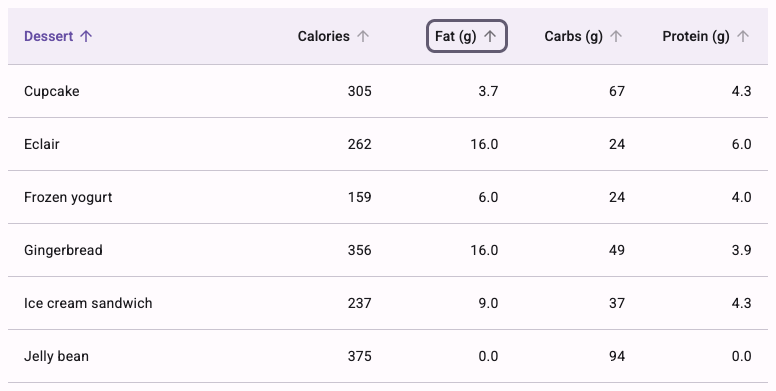 Dessert ↑ Calories ↑ Fat (g) ↑ Carbs (g) ↑ Protein (g) ↑
Cupcake 305 3.7 67 4.3
Eclair 262 16.0 24 6.0
Frozen yogurt 159 6.0 24 4.0
Gingerbread 356 16.0 49 3.9
Ice cream sandwich 237 9.0 37 4.3
Jelly bean 375 0.0 94 0.0